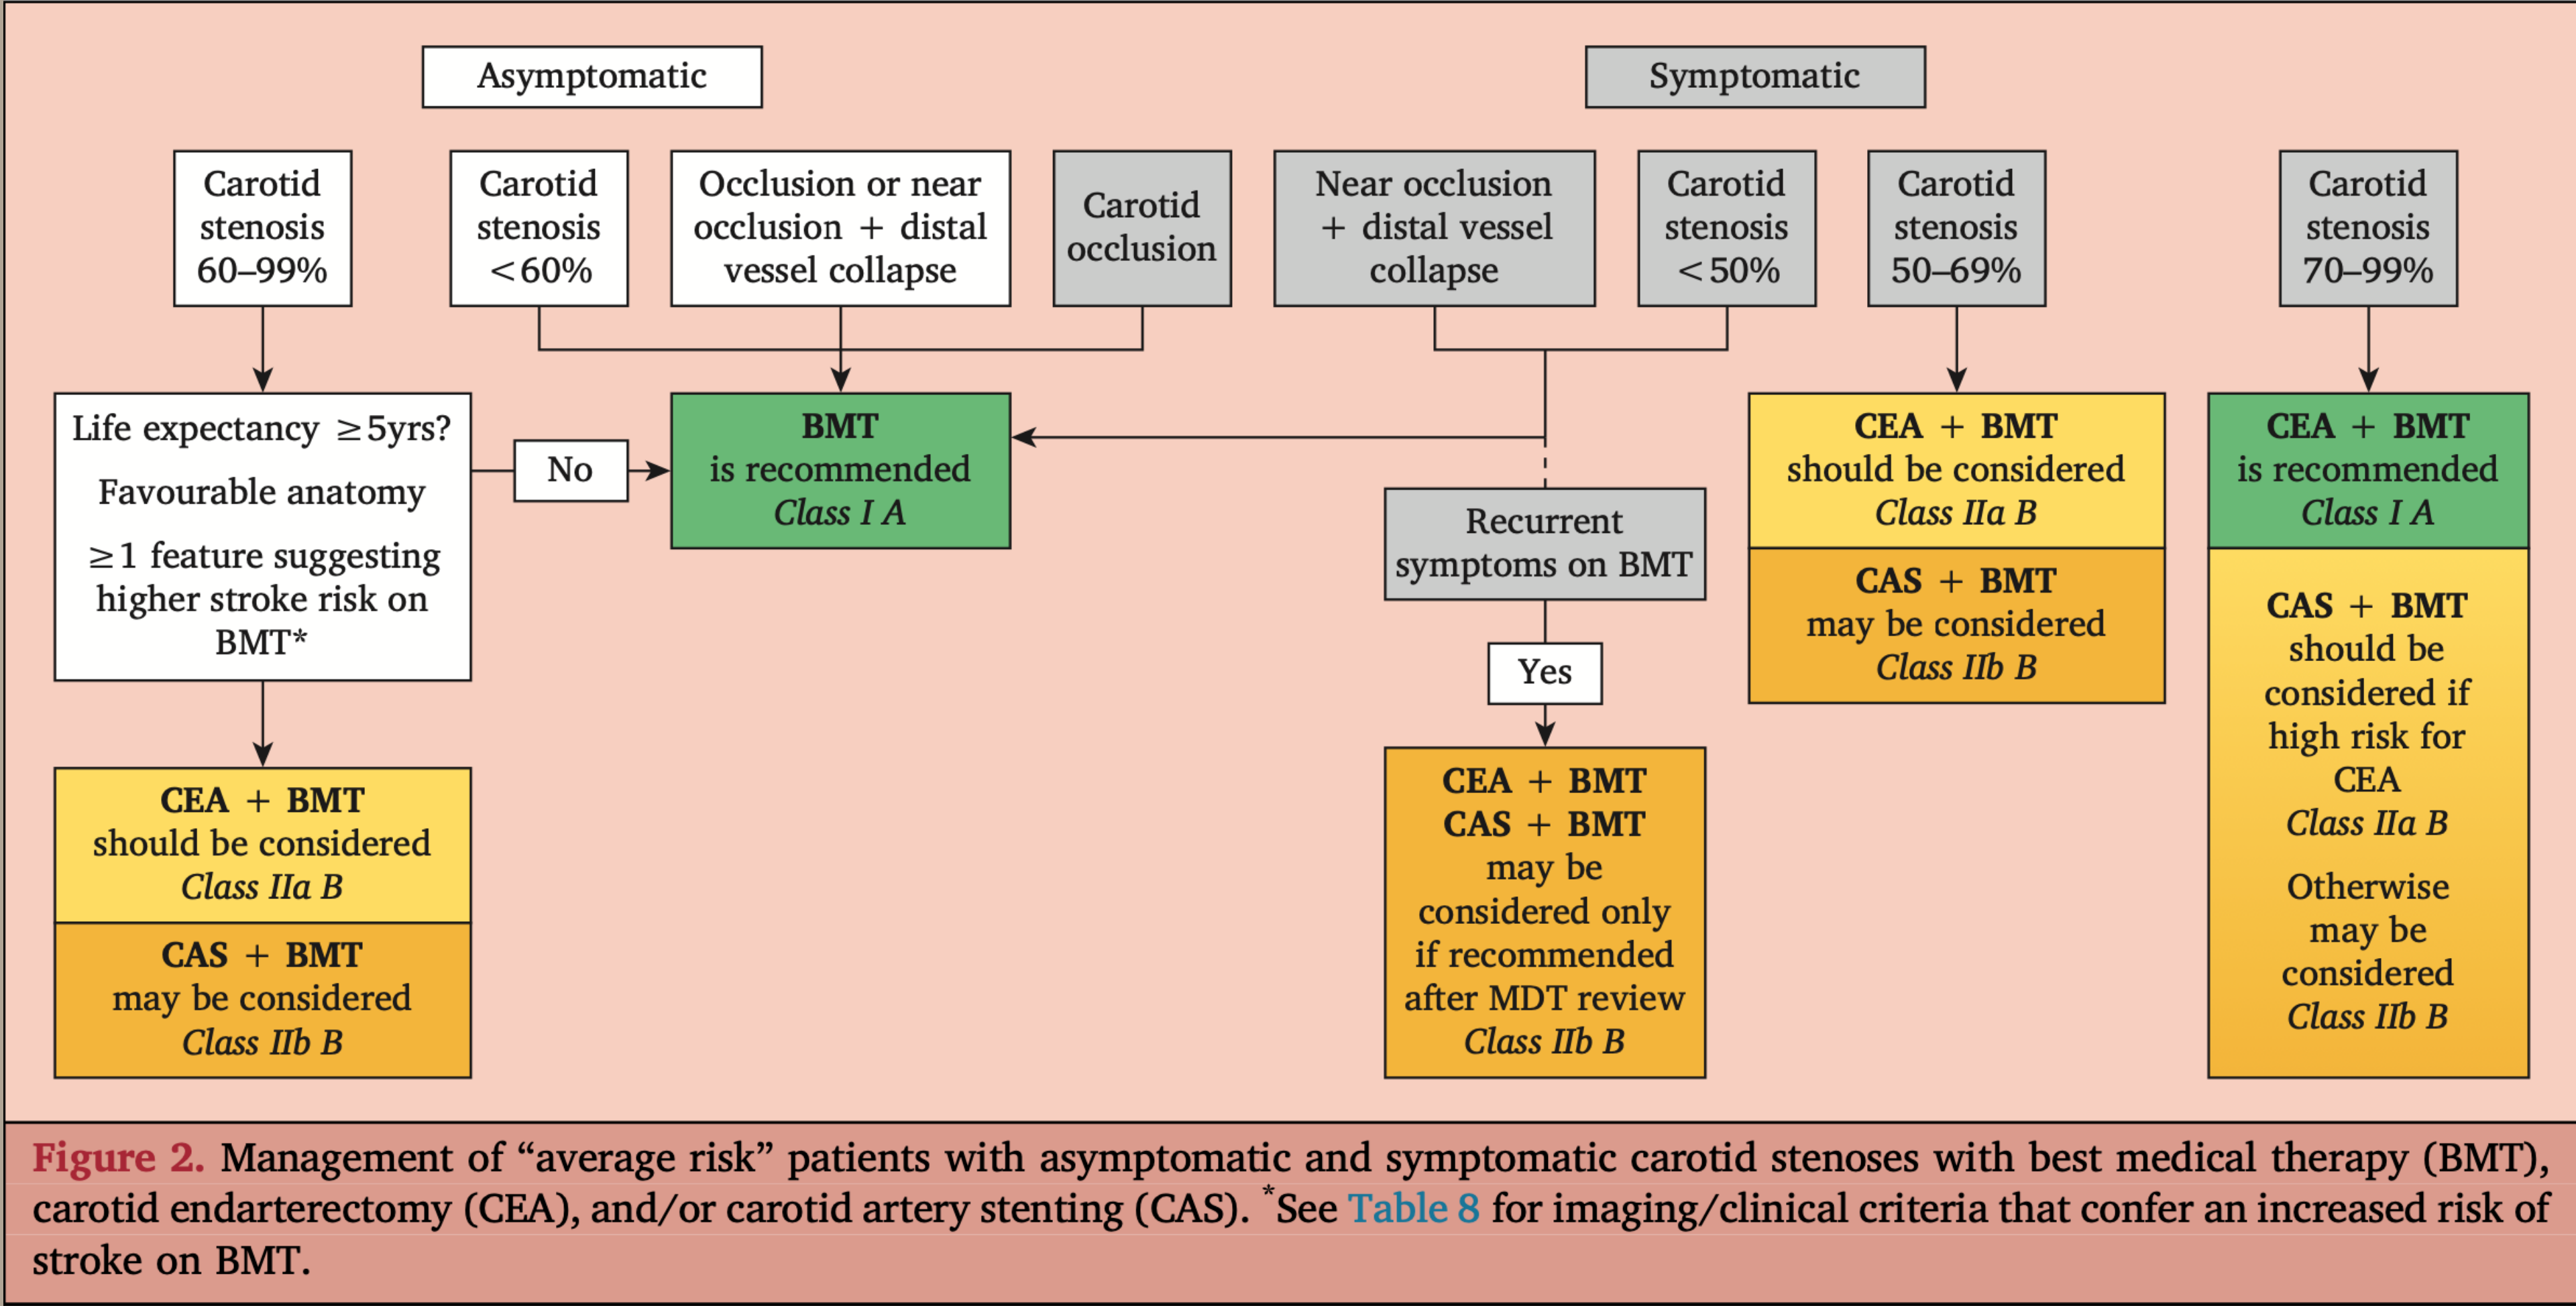 Asymptomatic
Symptomatic
Carotid
stenosis
60–99%
Carotid
stenosis
<60%
Occlusion or near
occlusion + distal
vessel collapse
Carotid
occlusion
Near occlusion
+ distal vessel
collapse
Carotid
stenosis
<50%
Carotid
stenosis
50–69%
Carotid
stenosis
70–99%
Life expectancy ≥5yrs?
Favourable anatomy
≥1 feature suggesting
higher stroke risk on
BMT*
No
BMT
is recommended
Class I A
Recurrent
symptoms on BMT
Yes
CEA + BMT
should be considered
Class IIa B
CAS + BMT
may be considered
Class IIb B
CEA + BMT
is recommended
Class I A
CAS + BMT
should be
considered if
high risk for
CEA
Class IIa B
Otherwise
may be
considered
Class IIb B
CEA + BMT
should be considered
Class IIa B
CAS + BMT
may be considered
Class IIb B
CEA + BMT
CAS + BMT
may be
considered only
if recommended
after MDT review
Class IIb B
Figure 2. Management of “average risk” patients with asymptomatic and symptomatic carotid stenoses with best medical therapy (BMT),
carotid endarterectomy (CEA), and/or carotid artery stenting (CAS). *See Table 8 for imaging/clinical criteria that confer an increased risk of
stroke on BMT.